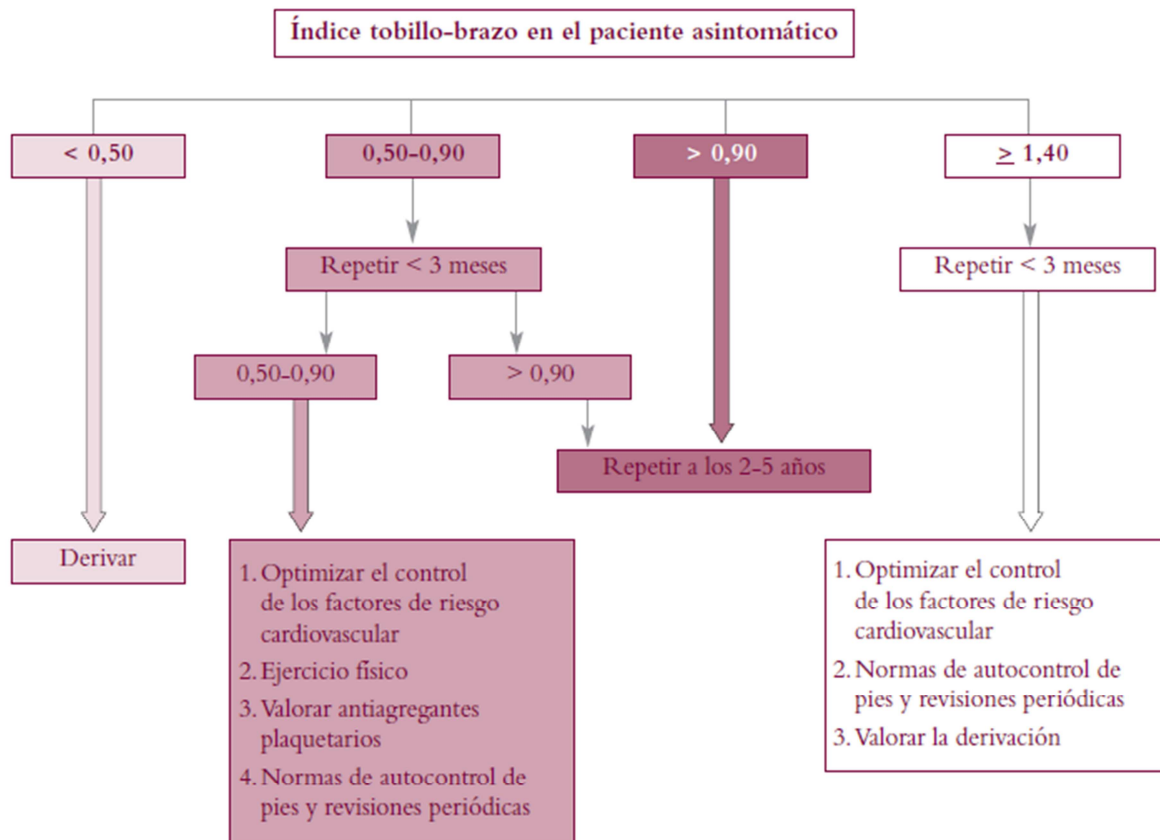 Índice tobillo-brazo en el paciente asintomático
< 0,50
0,50-0,90
> 0,90
≥ 1,40
Repetir < 3 meses
Repetir < 3 meses
0,50-0,90
> 0,90
Repetir a los 2-5 años
Derivar
1. Optimizar el control
de los factores de riesgo
cardiovascular
2. Ejercicio físico
3. Valorar antiagregantes
plaquetarios
4. Normas de autocontrol de
pies y revisiones periódicas
1. Optimizar el control
de los factores de riesgo
cardiovascular
2. Normas de autocontrol de
pies y revisiones periódicas
3. Valorar la derivación